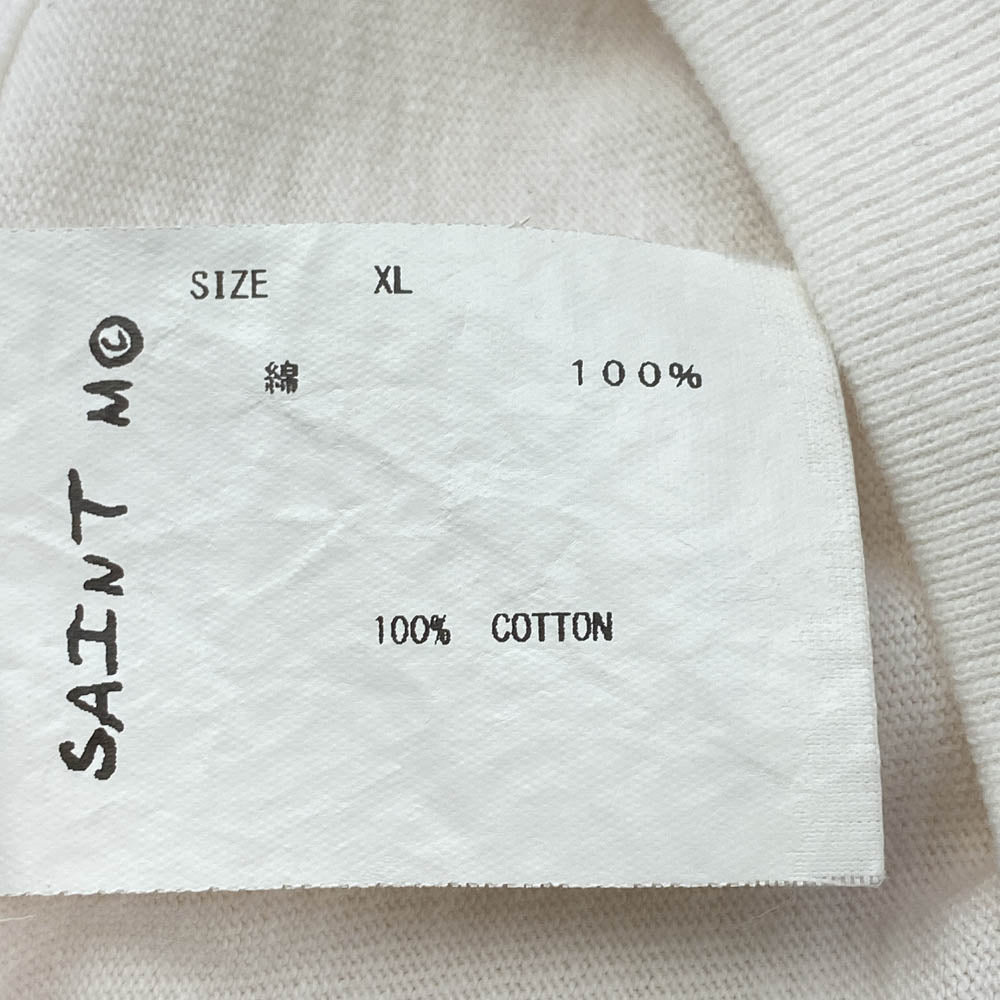 SIZE XL
綿 100%
100% COTTON
SAINT M©